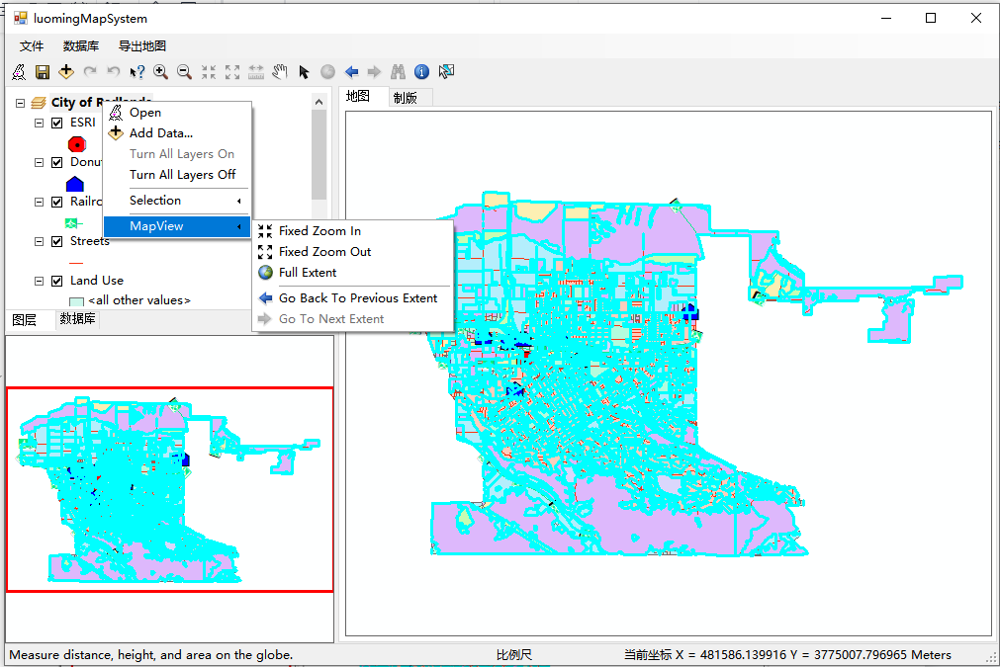 luomingMapSystem
文件 数据库 导出地图
City of Redlands
ESRI
Donu
Railro
Streets
Land Use
<all other values>
图层 数据库
Open
Add Data...
Turn All Layers On
Turn All Layers Off
Selection
MapView
Fixed Zoom In
Fixed Zoom Out
Full Extent
Go Back To Previous Extent
Go To Next Extent
地图 制版
Measure distance, height, and area on the globe. 比例尺 当前坐标 X = 481586.139916 Y = 3775007.796965 Meters